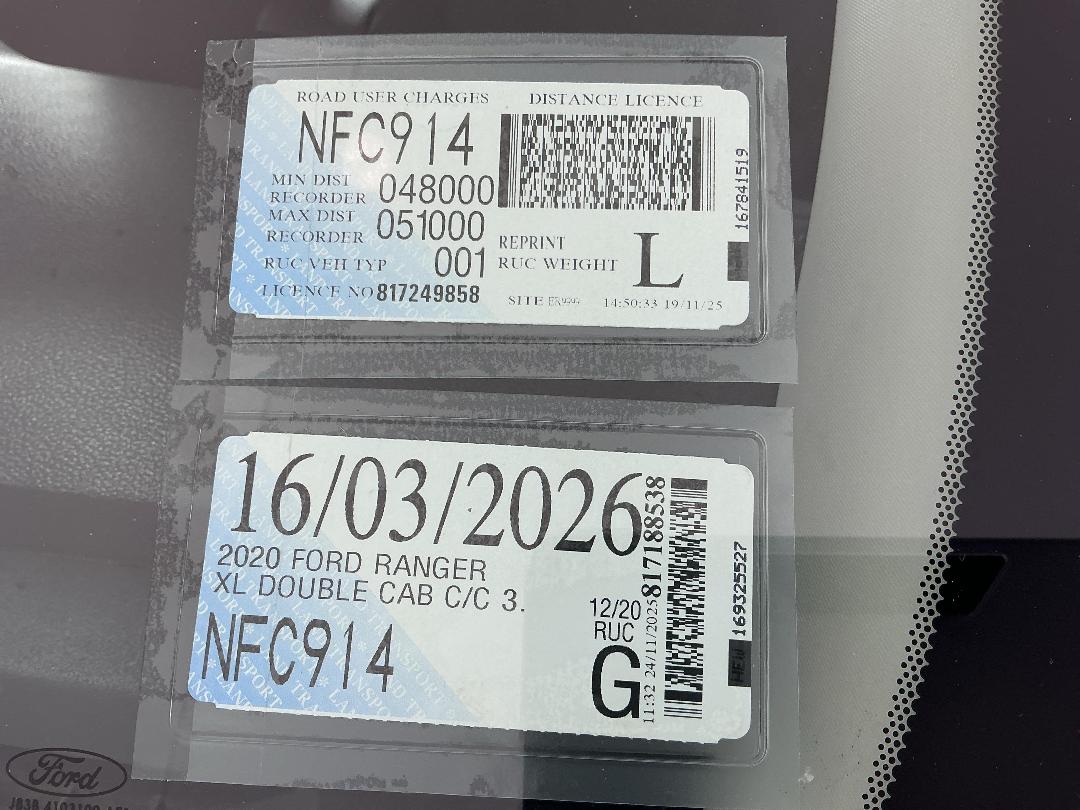 ROAD USER CHARGES DISTANCE LICENCE
NFC914
MIN DIST RECORDER 048000
MAX DIST RECORDER 051000
RUC VEH TYP 001
LICENCE NO 817249858
REPRINT
RUC WEIGHT L
SITE 14:50:33 19/11/25
167841519
16/03/2026
2020 FORD RANGER
XL DOUBLE CAB C/C 3.
NFC914
12/20
RUC
G
11:32 24/11/2025 817188538
169325527
Ford